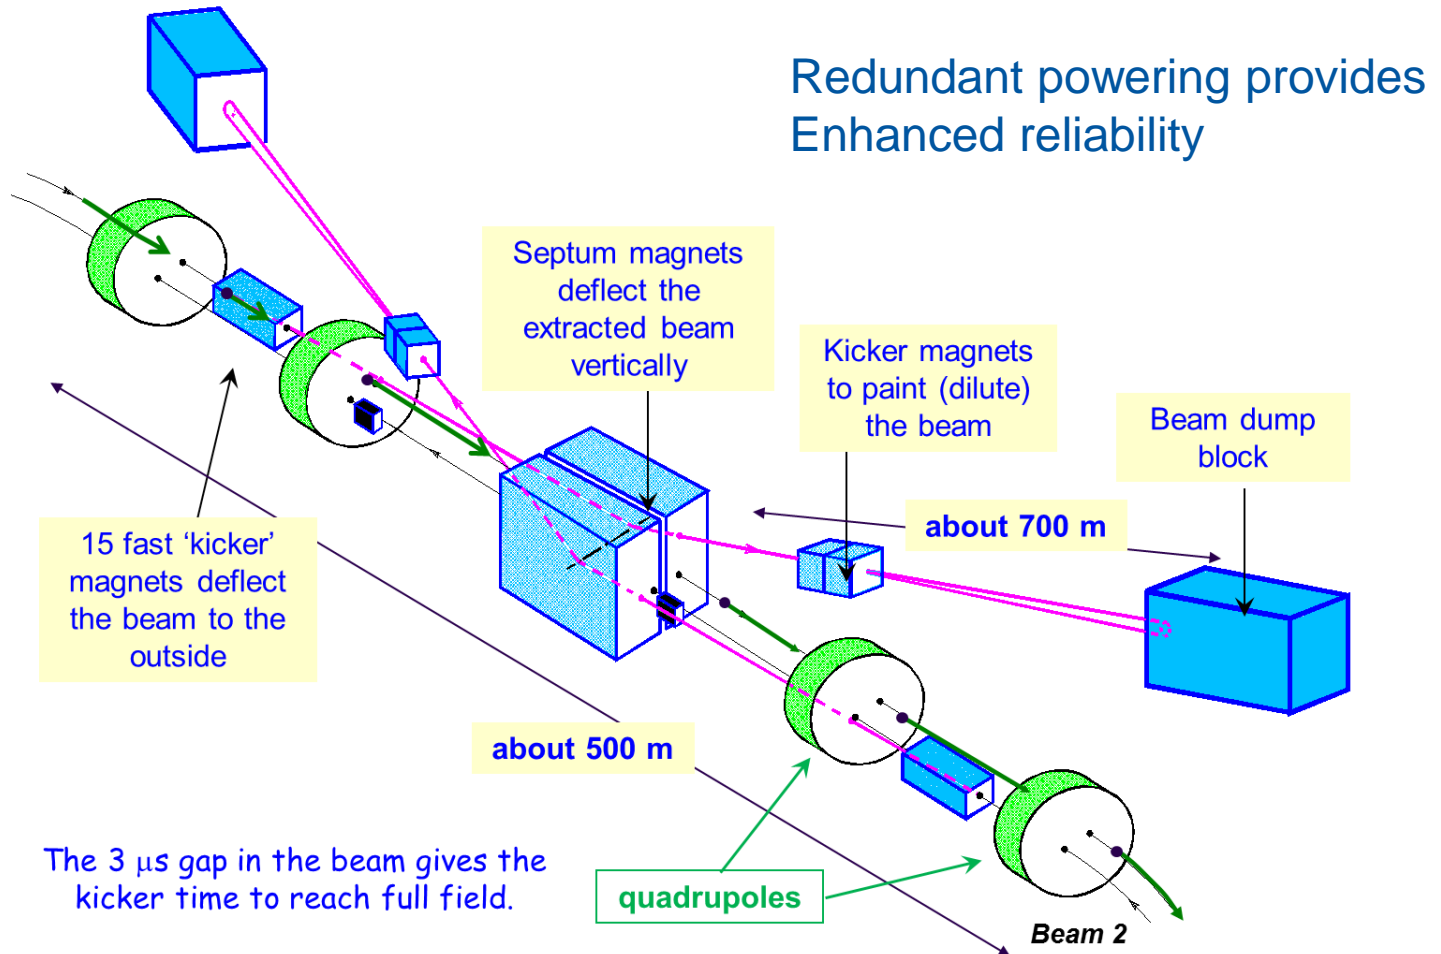 Redundant powering provides
Enhanced reliability
Septum magnets
deflect the
extracted beam
vertically
Kicker magnets
to paint (dilute)
the beam
Beam dump
block
about 700 m
15 fast ‘kicker’
magnets deflect
the beam to the
outside
about 500 m
The 3 μs gap in the beam gives the
kicker time to reach full field.
quadrupoles
Beam 2